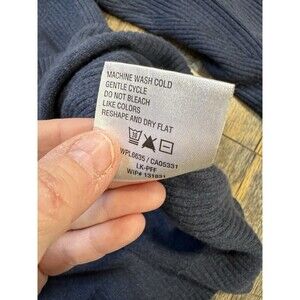 MACHINE WASH COLD
GENTLE CYCLE
DO NOT BLEACH
LIKE COLORS
RESHAPE AND DRY FLAT
WPL6635 / CA05331
LK-PFF
WIP# 131831